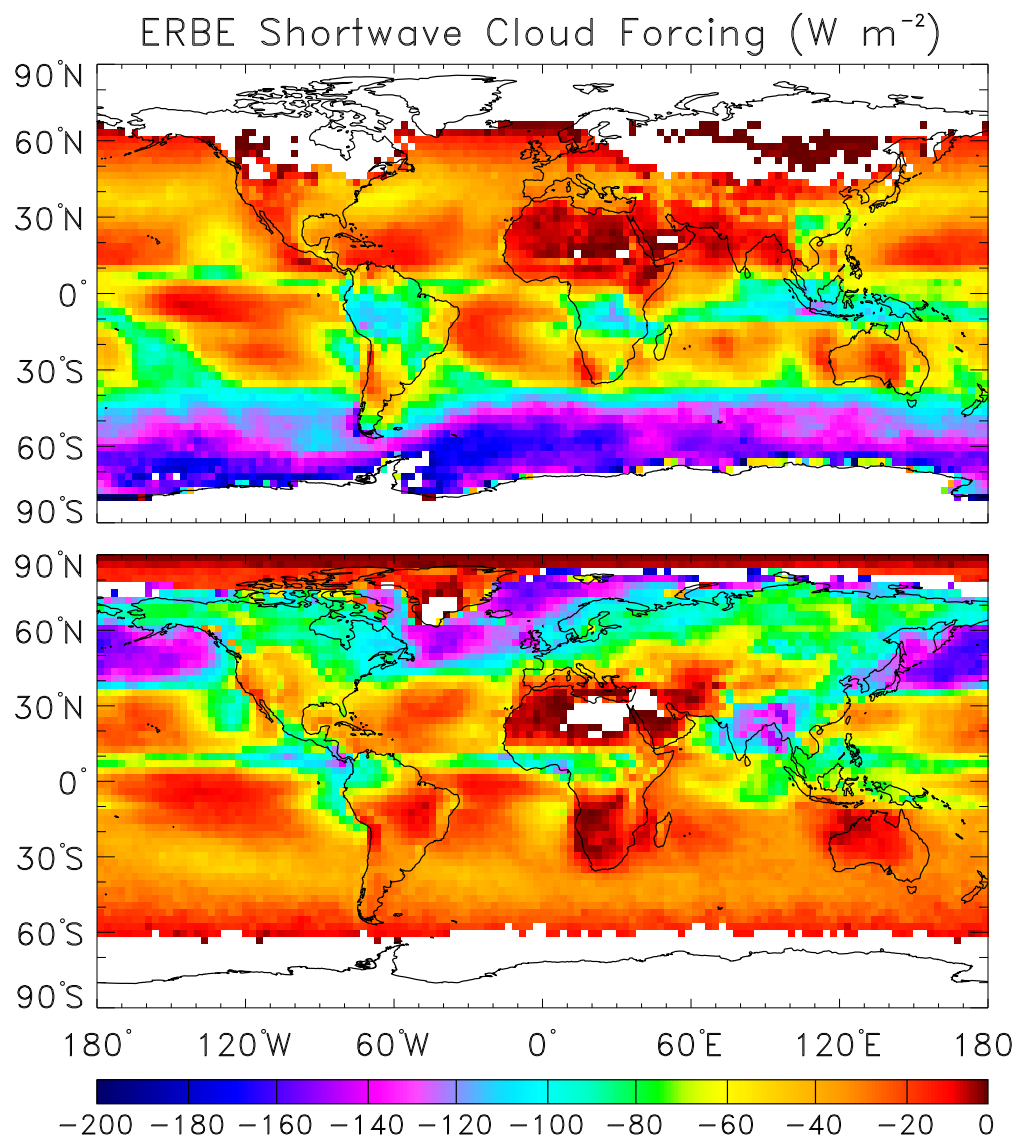 ERBE Shortwave Cloud Forcing (W m⁻²)
90°N
60°N
30°N
0°
30°S
60°S
90°S
90°N
60°N
30°N
0°
30°S
60°S
90°S
180° 120°W 60°W 0° 60°E 120°E 180
−200 −180 −160 −140 −120 −100 −80 −60 −40 −20 0